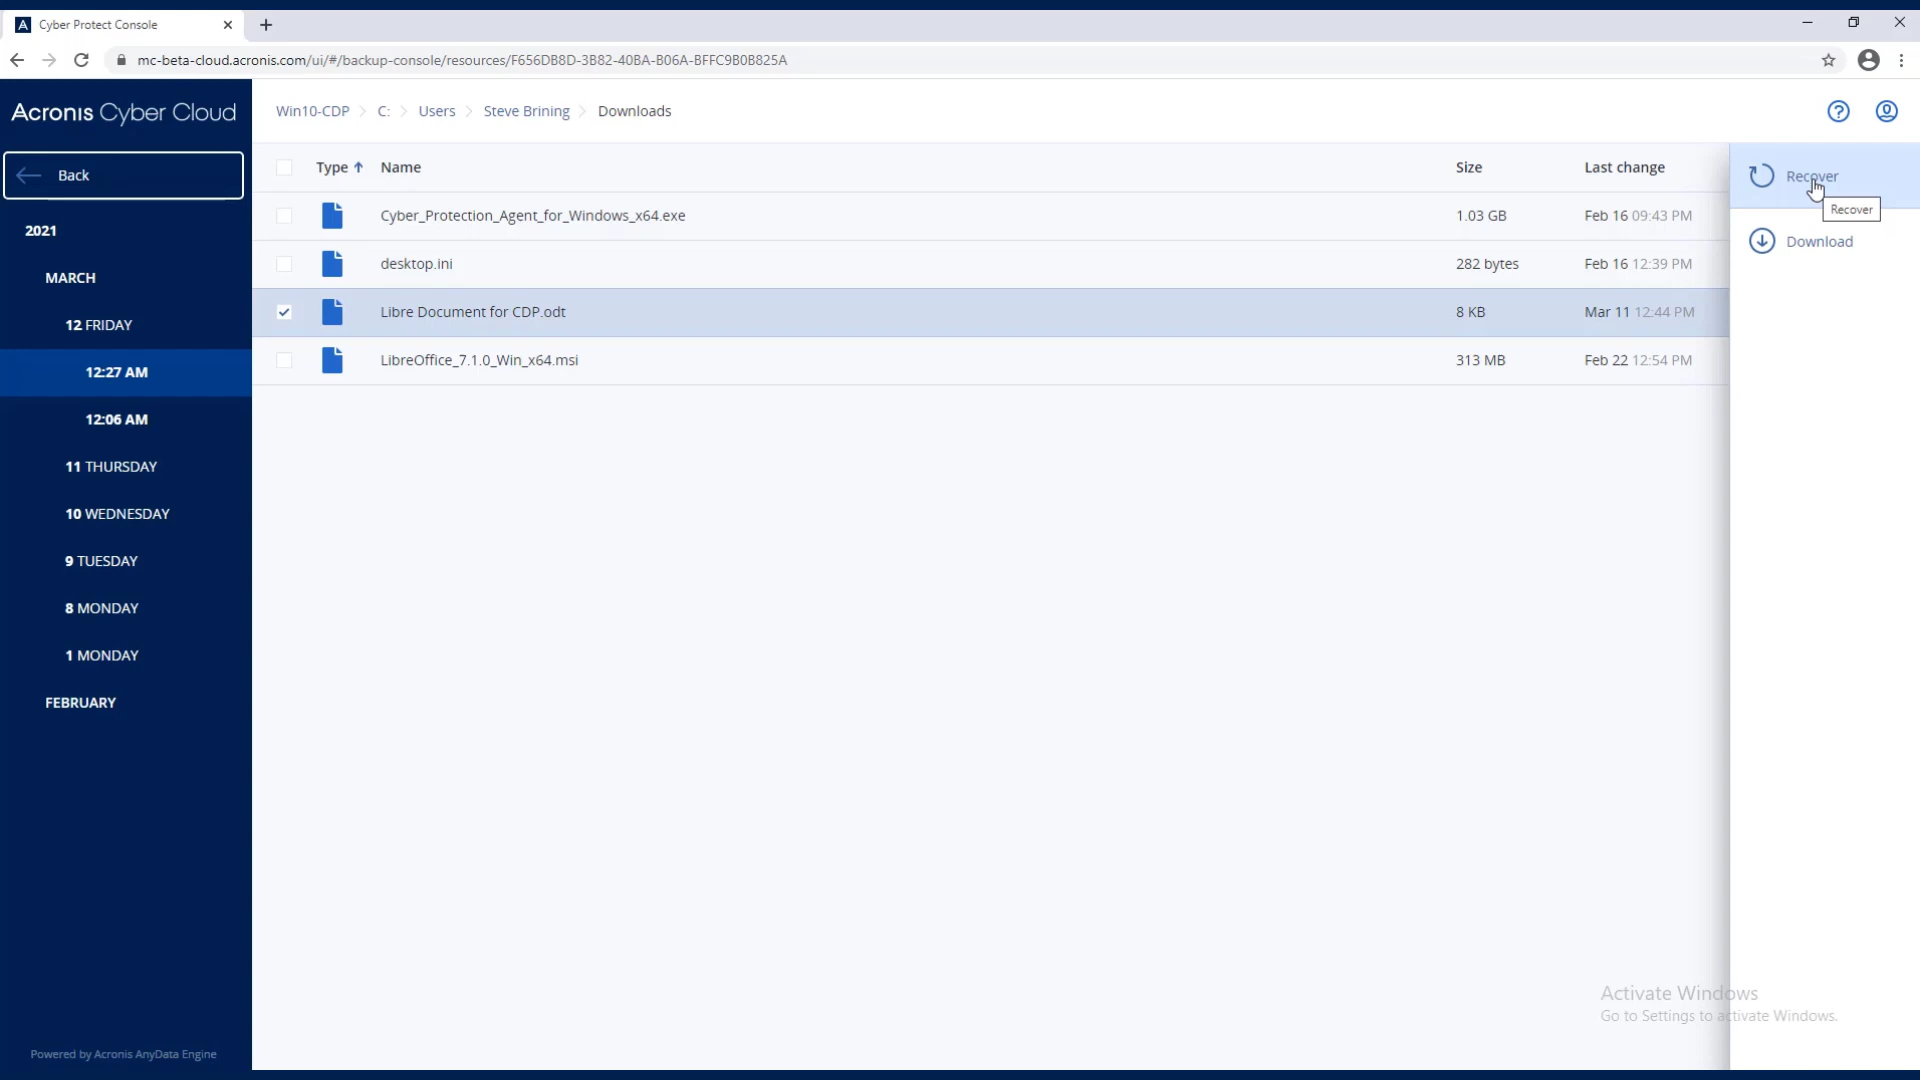 Cyber Protect Console
mc-beta-cloud.acronis.com/ui/#/backup-console/resources/F656DB8D-3B82-40BA-B06A-BFFC9B0B825A
Acronis Cyber Cloud
Win10-CDP > C: > Users > Steve Brining > Downloads
Back
Type Name Size Last change
Recover
Recover
Cyber_Protection_Agent_for_Windows_x64.exe 1.03 GB Feb 16 09:43 PM
2021
Download
desktop.ini 282 bytes Feb 16 12:39 PM
MARCH
Libre Document for CDP.odt 8 KB Mar 11 12:44 PM
12 FRIDAY
LibreOffice_7.1.0_Win_x64.msi 313 MB Feb 22 12:54 PM
12:27 AM
12:06 AM
11 THURSDAY
10 WEDNESDAY
9 TUESDAY
8 MONDAY
1 MONDAY
FEBRUARY
Activate Windows
Go to Settings to activate Windows.
Powered by Acronis AnyData Engine